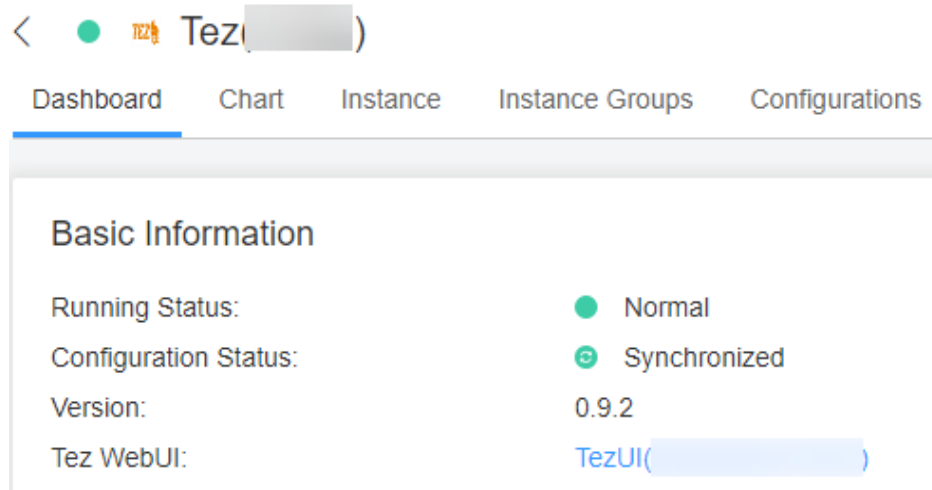 TEZ Tez( )
Dashboard Chart Instance Instance Groups Configurations
Basic Information
Running Status: Normal
Configuration Status: Synchronized
Version: 0.9.2
Tez WebUI: TezUI( )